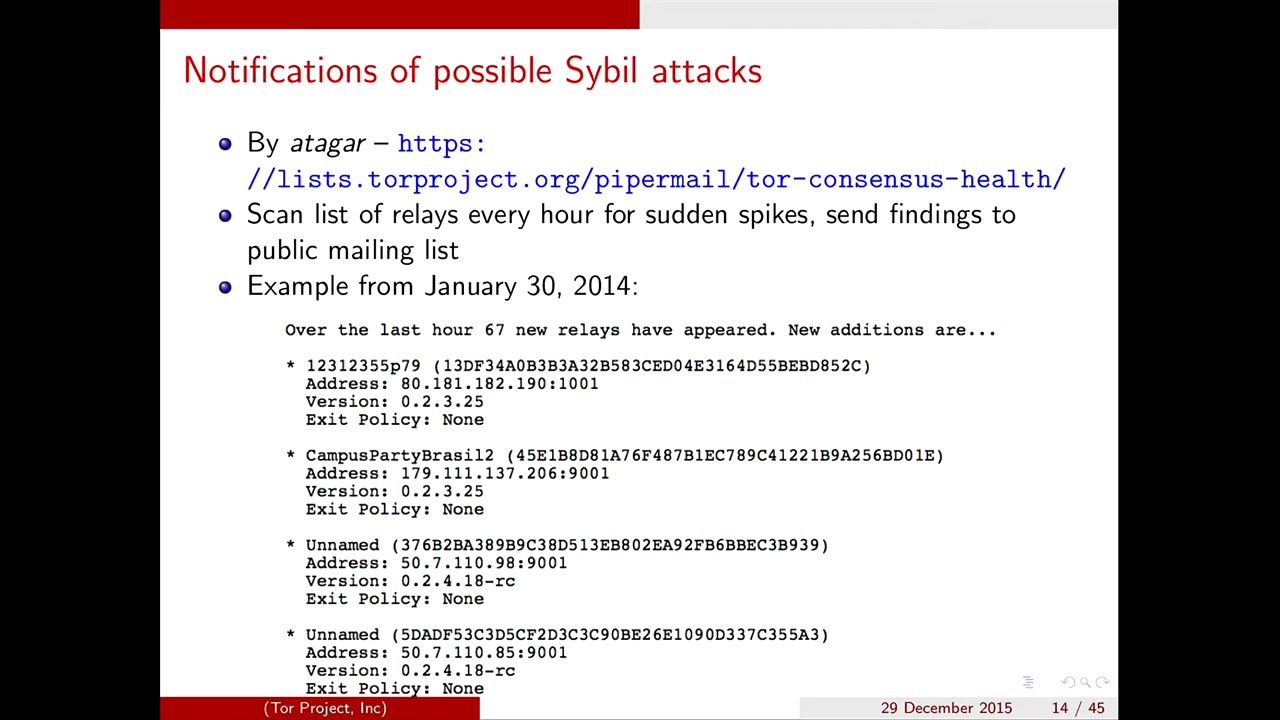 Notifications of possible Sybil attacks
By atagar – https:
//lists.torproject.org/pipermail/tor-consensus-health/
Scan list of relays every hour for sudden spikes, send findings to
public mailing list
Example from January 30, 2014:
Over the last hour 67 new relays have appeared. New additions are...
* 12312355p79 (13DF34A0B3B3A32B583CED04E3164D55BEBD852C)
Address: 80.181.182.190:1001
Version: 0.2.3.25
Exit Policy: None
* CampusPartyBrasil2 (45E1B8D81A76F487B1EC789C41221B9A256BD01E)
Address: 179.111.137.206:9001
Version: 0.2.3.25
Exit Policy: None
* Unnamed (376B2BA389B9C38D513EB802EA92FB6BBEC3B939)
Address: 50.7.110.98:9001
Version: 0.2.4.18-rc
Exit Policy: None
* Unnamed (5DADF53C3D5CF2D3C3C90BE26E1090D337C355A3)
Address: 50.7.110.85:9001
Version: 0.2.4.18-rc
Exit Policy: None
(Tor Project, Inc) 29 December 2015 14 / 45